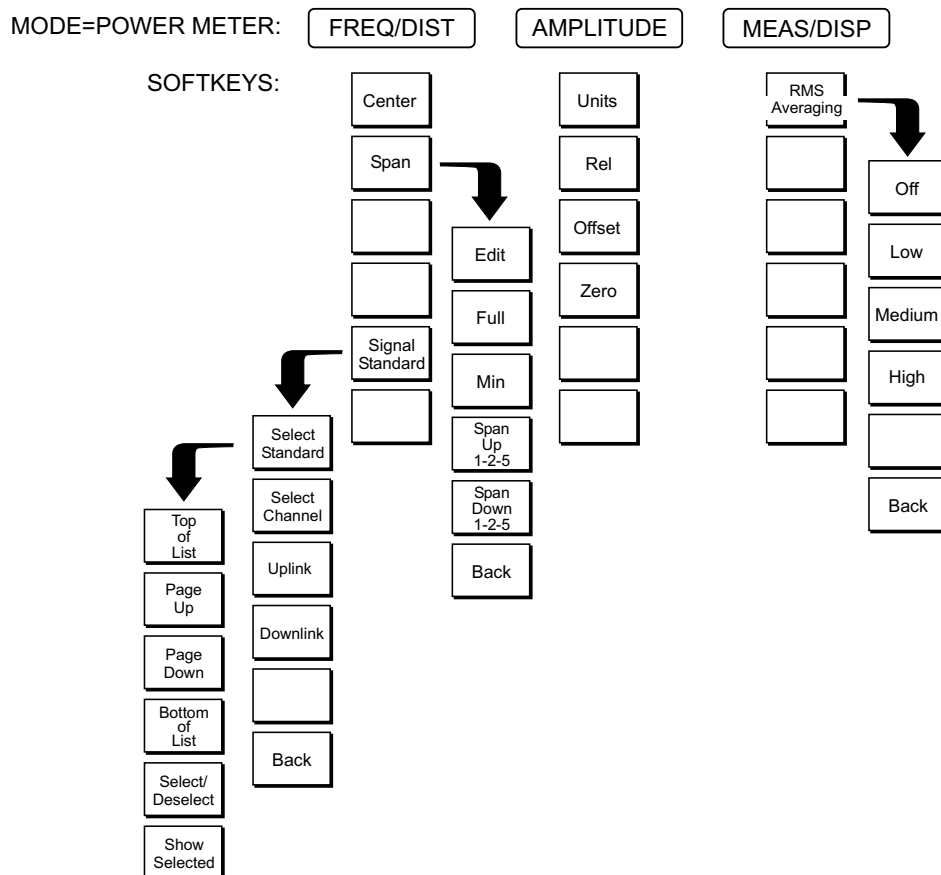 MODE=POWER METER:
FREQ/DIST
AMPLITUDE
MEAS/DISP
SOFTKEYS:
Center
Span
Signal
Standard
Edit
Full
Min
Span
Up
1-2-5
Span
Down
1-2-5
Back
Select
Standard
Select
Channel
Uplink
Downlink
Back
Top
of
List
Page
Up
Page
Down
Bottom
of
List
Select/
Deselect
Show
Selected
Units
Rel
Offset
Zero
RMS
Averaging
Off
Low
Medium
High
Back